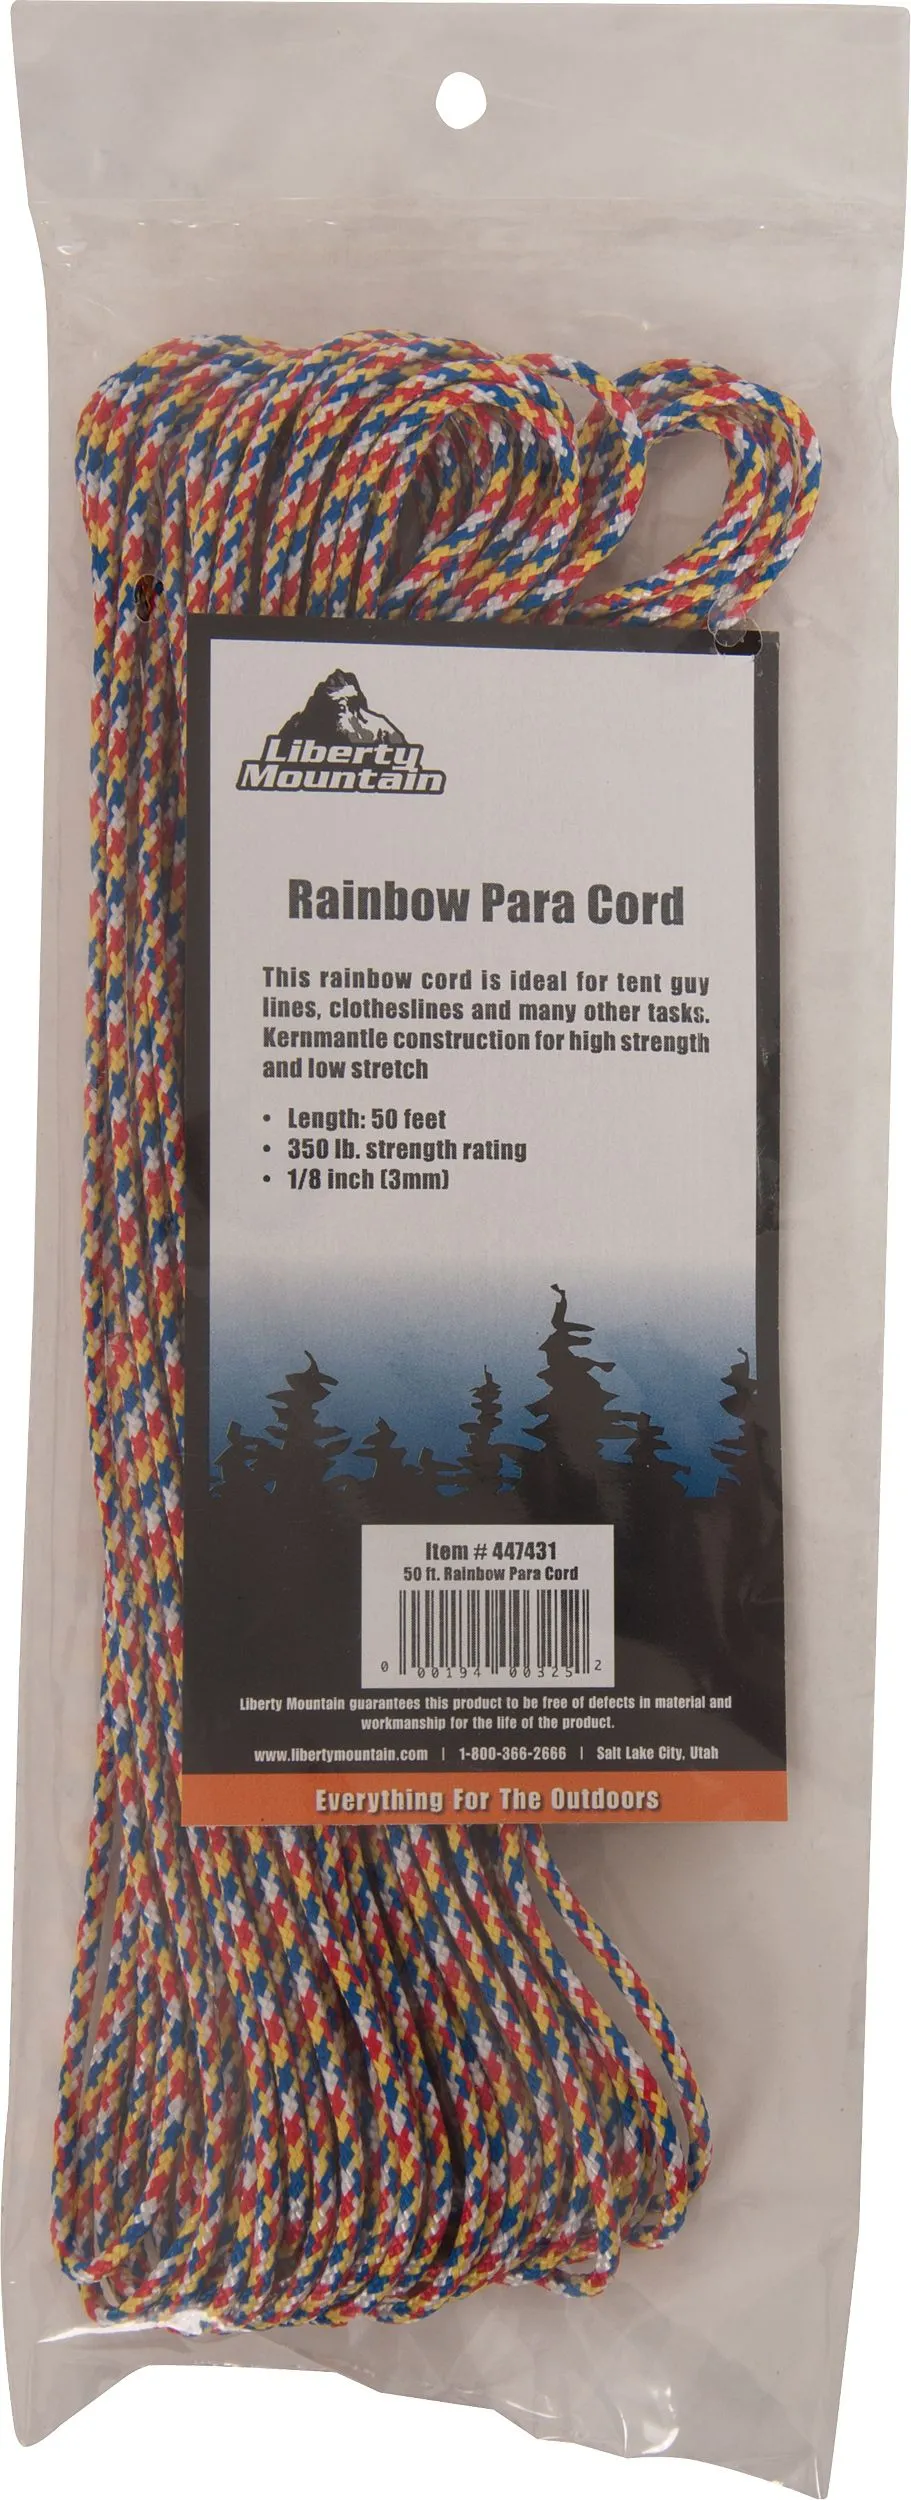 Liberty
Mountain
Rainbow Para Cord
This rainbow cord is ideal for tent guy
lines, clotheslines and many other tasks.
Kernmantle construction for high strength
and low stretch
• Length: 50 feet
• 350 lb. strength rating
• 1/8 inch (3mm)
Item # 447431
50 ft. Rainbow Para Cord
0 00194 00325 2
Liberty Mountain guarantees this product to be free of defects in material and
workmanship for the life of the product.
www.libertymountain.com | 1-800-366-2666 | Salt Lake City, Utah
Everything For The Outdoors